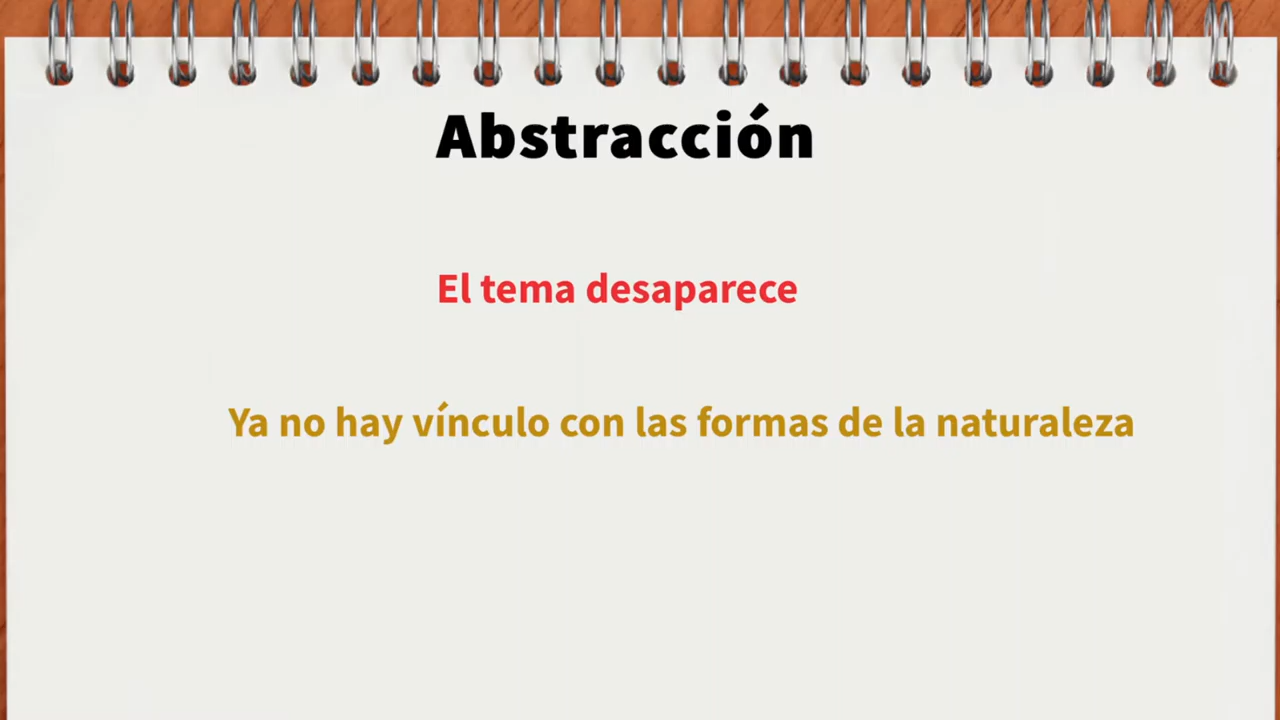 Abstracción
El tema desaparece
Ya no hay vínculo con las formas de la naturaleza